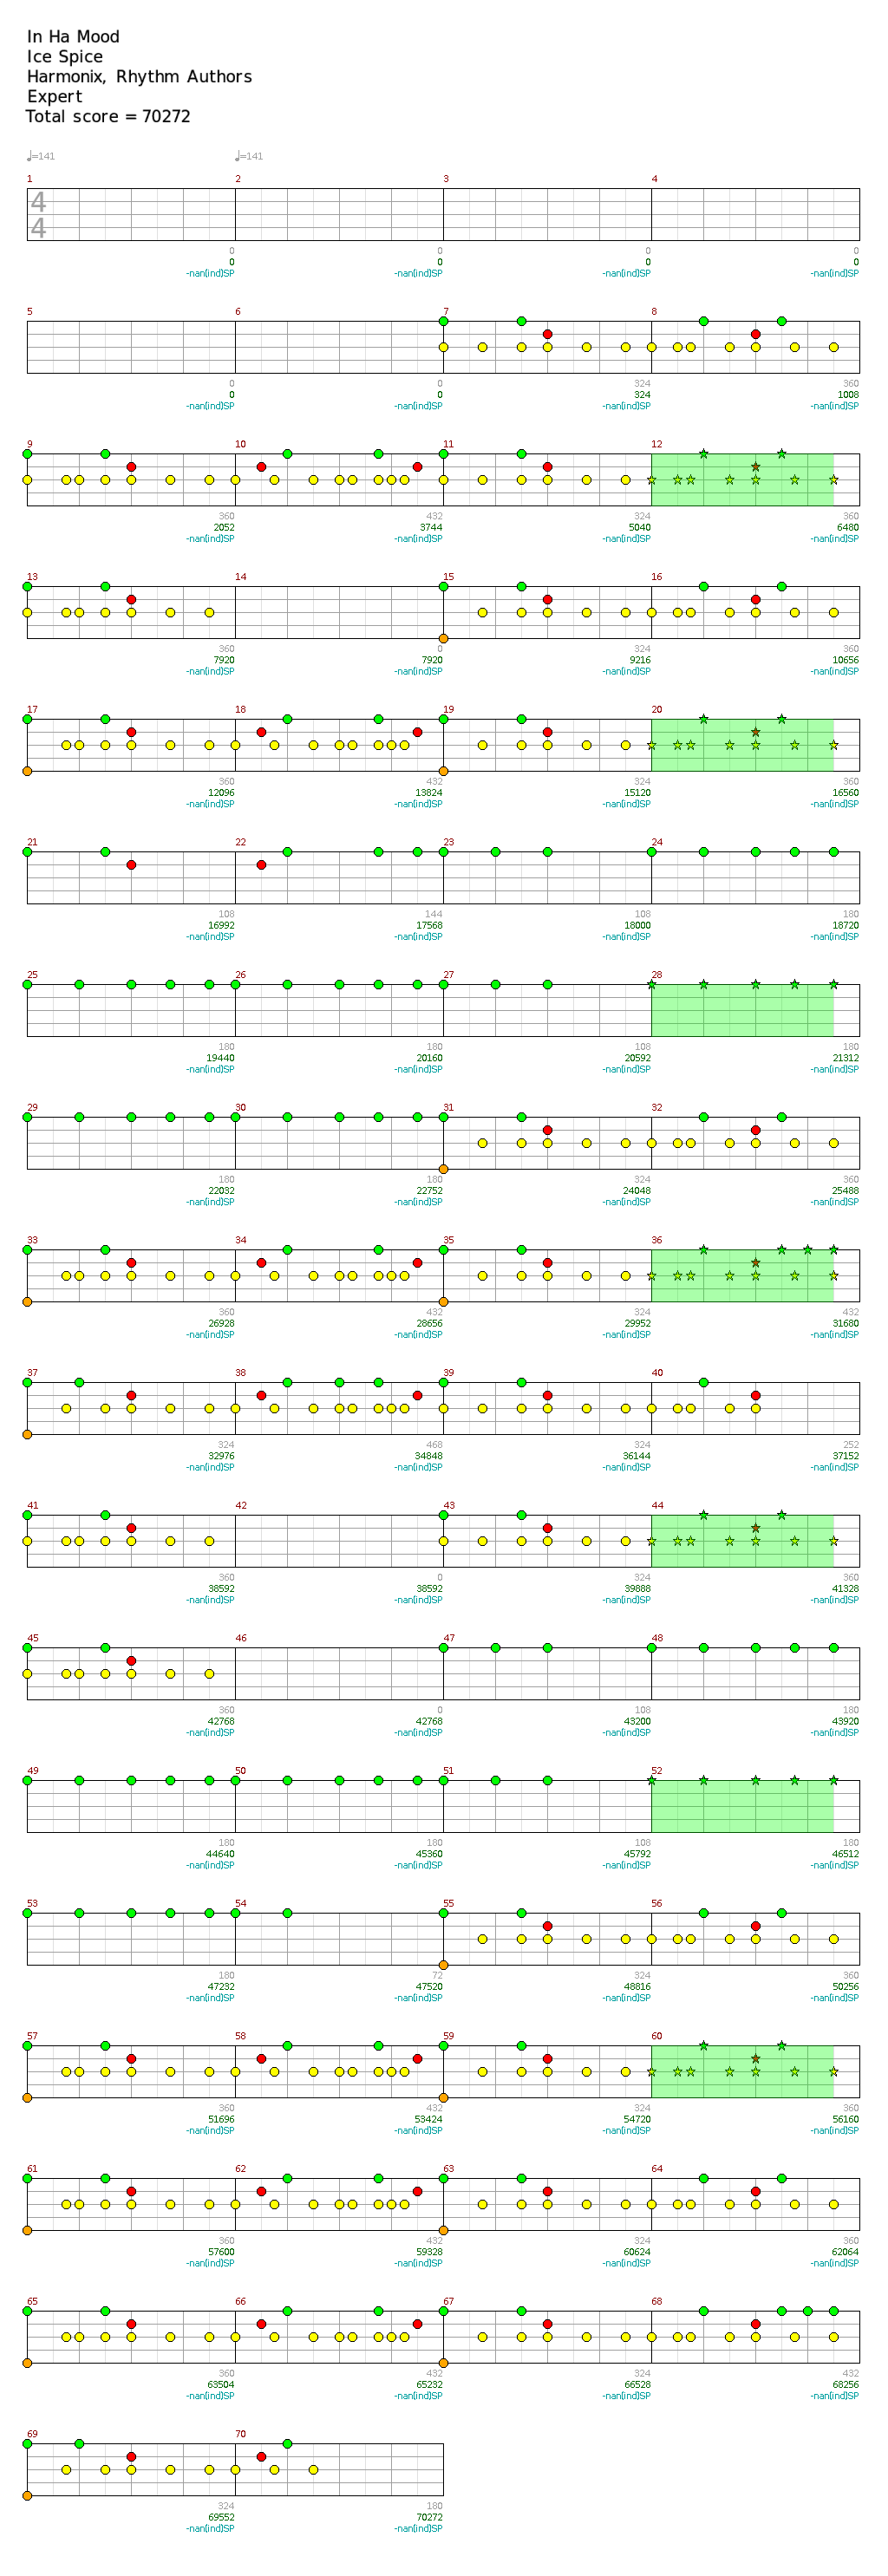 In Ha Mood
Ice Spice
Harmonix, Rhythm Authors
Expert
Total score = 70272
♩=141 ♩=141
1 2 3 4
4
4
0 0 0 0
0 0 0 0
-nan(ind)SP -nan(ind)SP -nan(ind)SP -nan(ind)SP
5 6 7 8
0 0 324 360
0 0 324 1008
-nan(ind)SP -nan(ind)SP -nan(ind)SP -nan(ind)SP
9 10 11 12
360 432 324 360
2052 3744 5040 6480
-nan(ind)SP -nan(ind)SP -nan(ind)SP -nan(ind)SP
13 14 15 16
360 0 324 360
7920 7920 9216 10656
-nan(ind)SP -nan(ind)SP -nan(ind)SP -nan(ind)SP
17 18 19 20
360 432 324 360
12096 13824 15120 16560
-nan(ind)SP -nan(ind)SP -nan(ind)SP -nan(ind)SP
21 22 23 24
108 144 108 180
16992 17568 18000 18720
-nan(ind)SP -nan(ind)SP -nan(ind)SP -nan(ind)SP
25 26 27 28
180 180 108 180
19440 20160 20592 21312
-nan(ind)SP -nan(ind)SP -nan(ind)SP -nan(ind)SP
29 30 31 32
180 180 324 360
22032 22752 24048 25488
-nan(ind)SP -nan(ind)SP -nan(ind)SP -nan(ind)SP
33 34 35 36
360 432 324 432
26928 28656 29952 31680
-nan(ind)SP -nan(ind)SP -nan(ind)SP -nan(ind)SP
37 38 39 40
324 468 324 252
32976 34848 36144 37152
-nan(ind)SP -nan(ind)SP -nan(ind)SP -nan(ind)SP
41 42 43 44
360 0 324 360
38592 38592 39888 41328
-nan(ind)SP -nan(ind)SP -nan(ind)SP -nan(ind)SP
45 46 47 48
360 0 108 180
42768 42768 43200 43920
-nan(ind)SP -nan(ind)SP -nan(ind)SP -nan(ind)SP
49 50 51 52
180 180 108 180
44640 45360 45792 46512
-nan(ind)SP -nan(ind)SP -nan(ind)SP -nan(ind)SP
53 54 55 56
180 72 324 360
47232 47520 48816 50256
-nan(ind)SP -nan(ind)SP -nan(ind)SP -nan(ind)SP
57 58 59 60
360 432 324 360
51696 53424 54720 56160
-nan(ind)SP -nan(ind)SP -nan(ind)SP -nan(ind)SP
61 62 63 64
360 432 324 360
57600 59328 60624 62064
-nan(ind)SP -nan(ind)SP -nan(ind)SP -nan(ind)SP
65 66 67 68
360 432 324 432
63504 65232 66528 68256
-nan(ind)SP -nan(ind)SP -nan(ind)SP -nan(ind)SP
69 70
324 180
69552 70272
-nan(ind)SP -nan(ind)SP